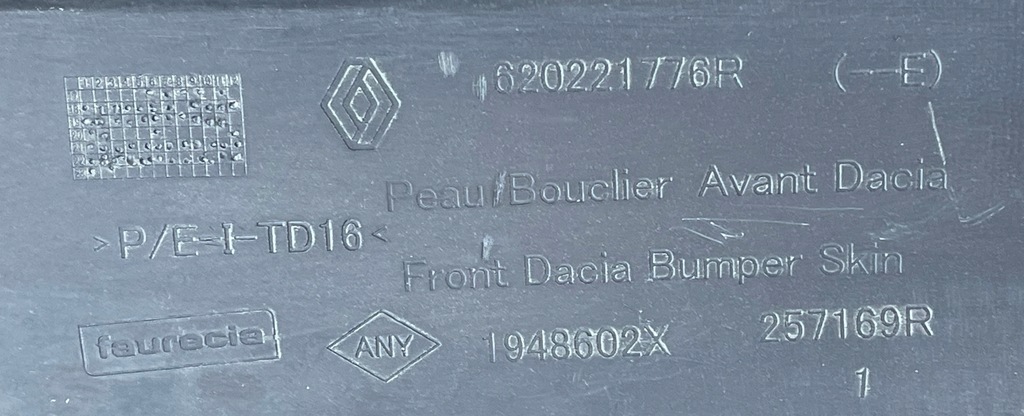 620221776R (--E)
Peau/Bouclier Avant Dacia
>P/E-I-TD16<
Front Dacia Bumper Skin
faurecia
ANY
1948602X
257169R
1